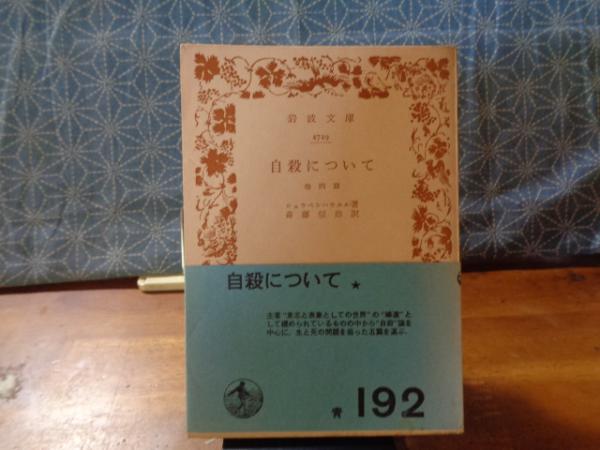 岩波文庫
4729
自殺について
他四篇
ショウペンハウエル著
斎藤信治訳
自殺について ★
主著“意志と表象としての世界”の“補遺”と
して纏められているものの中から“自殺”論を
中心に、生と死の問題を扱った五篇を選ぶ。
青 192